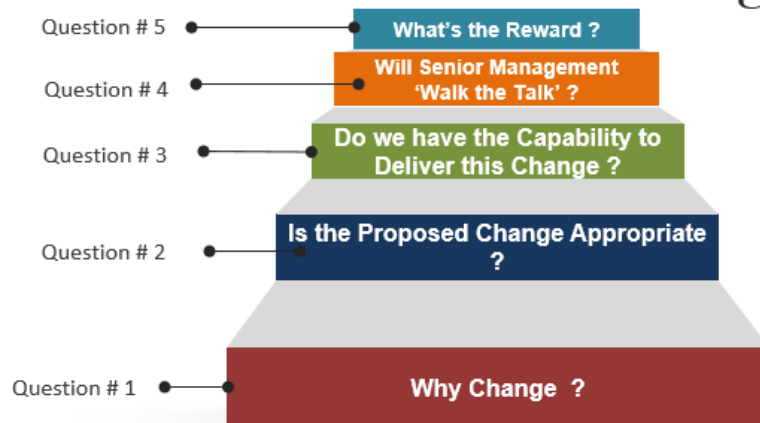 Question # 5
What's the Reward ?
Question # 4
Will Senior Management
'Walk the Talk' ?
Question # 3
Do we have the Capability to
Deliver this Change ?
Question # 2
Is the Proposed Change Appropriate
?
Question # 1
Why Change ?